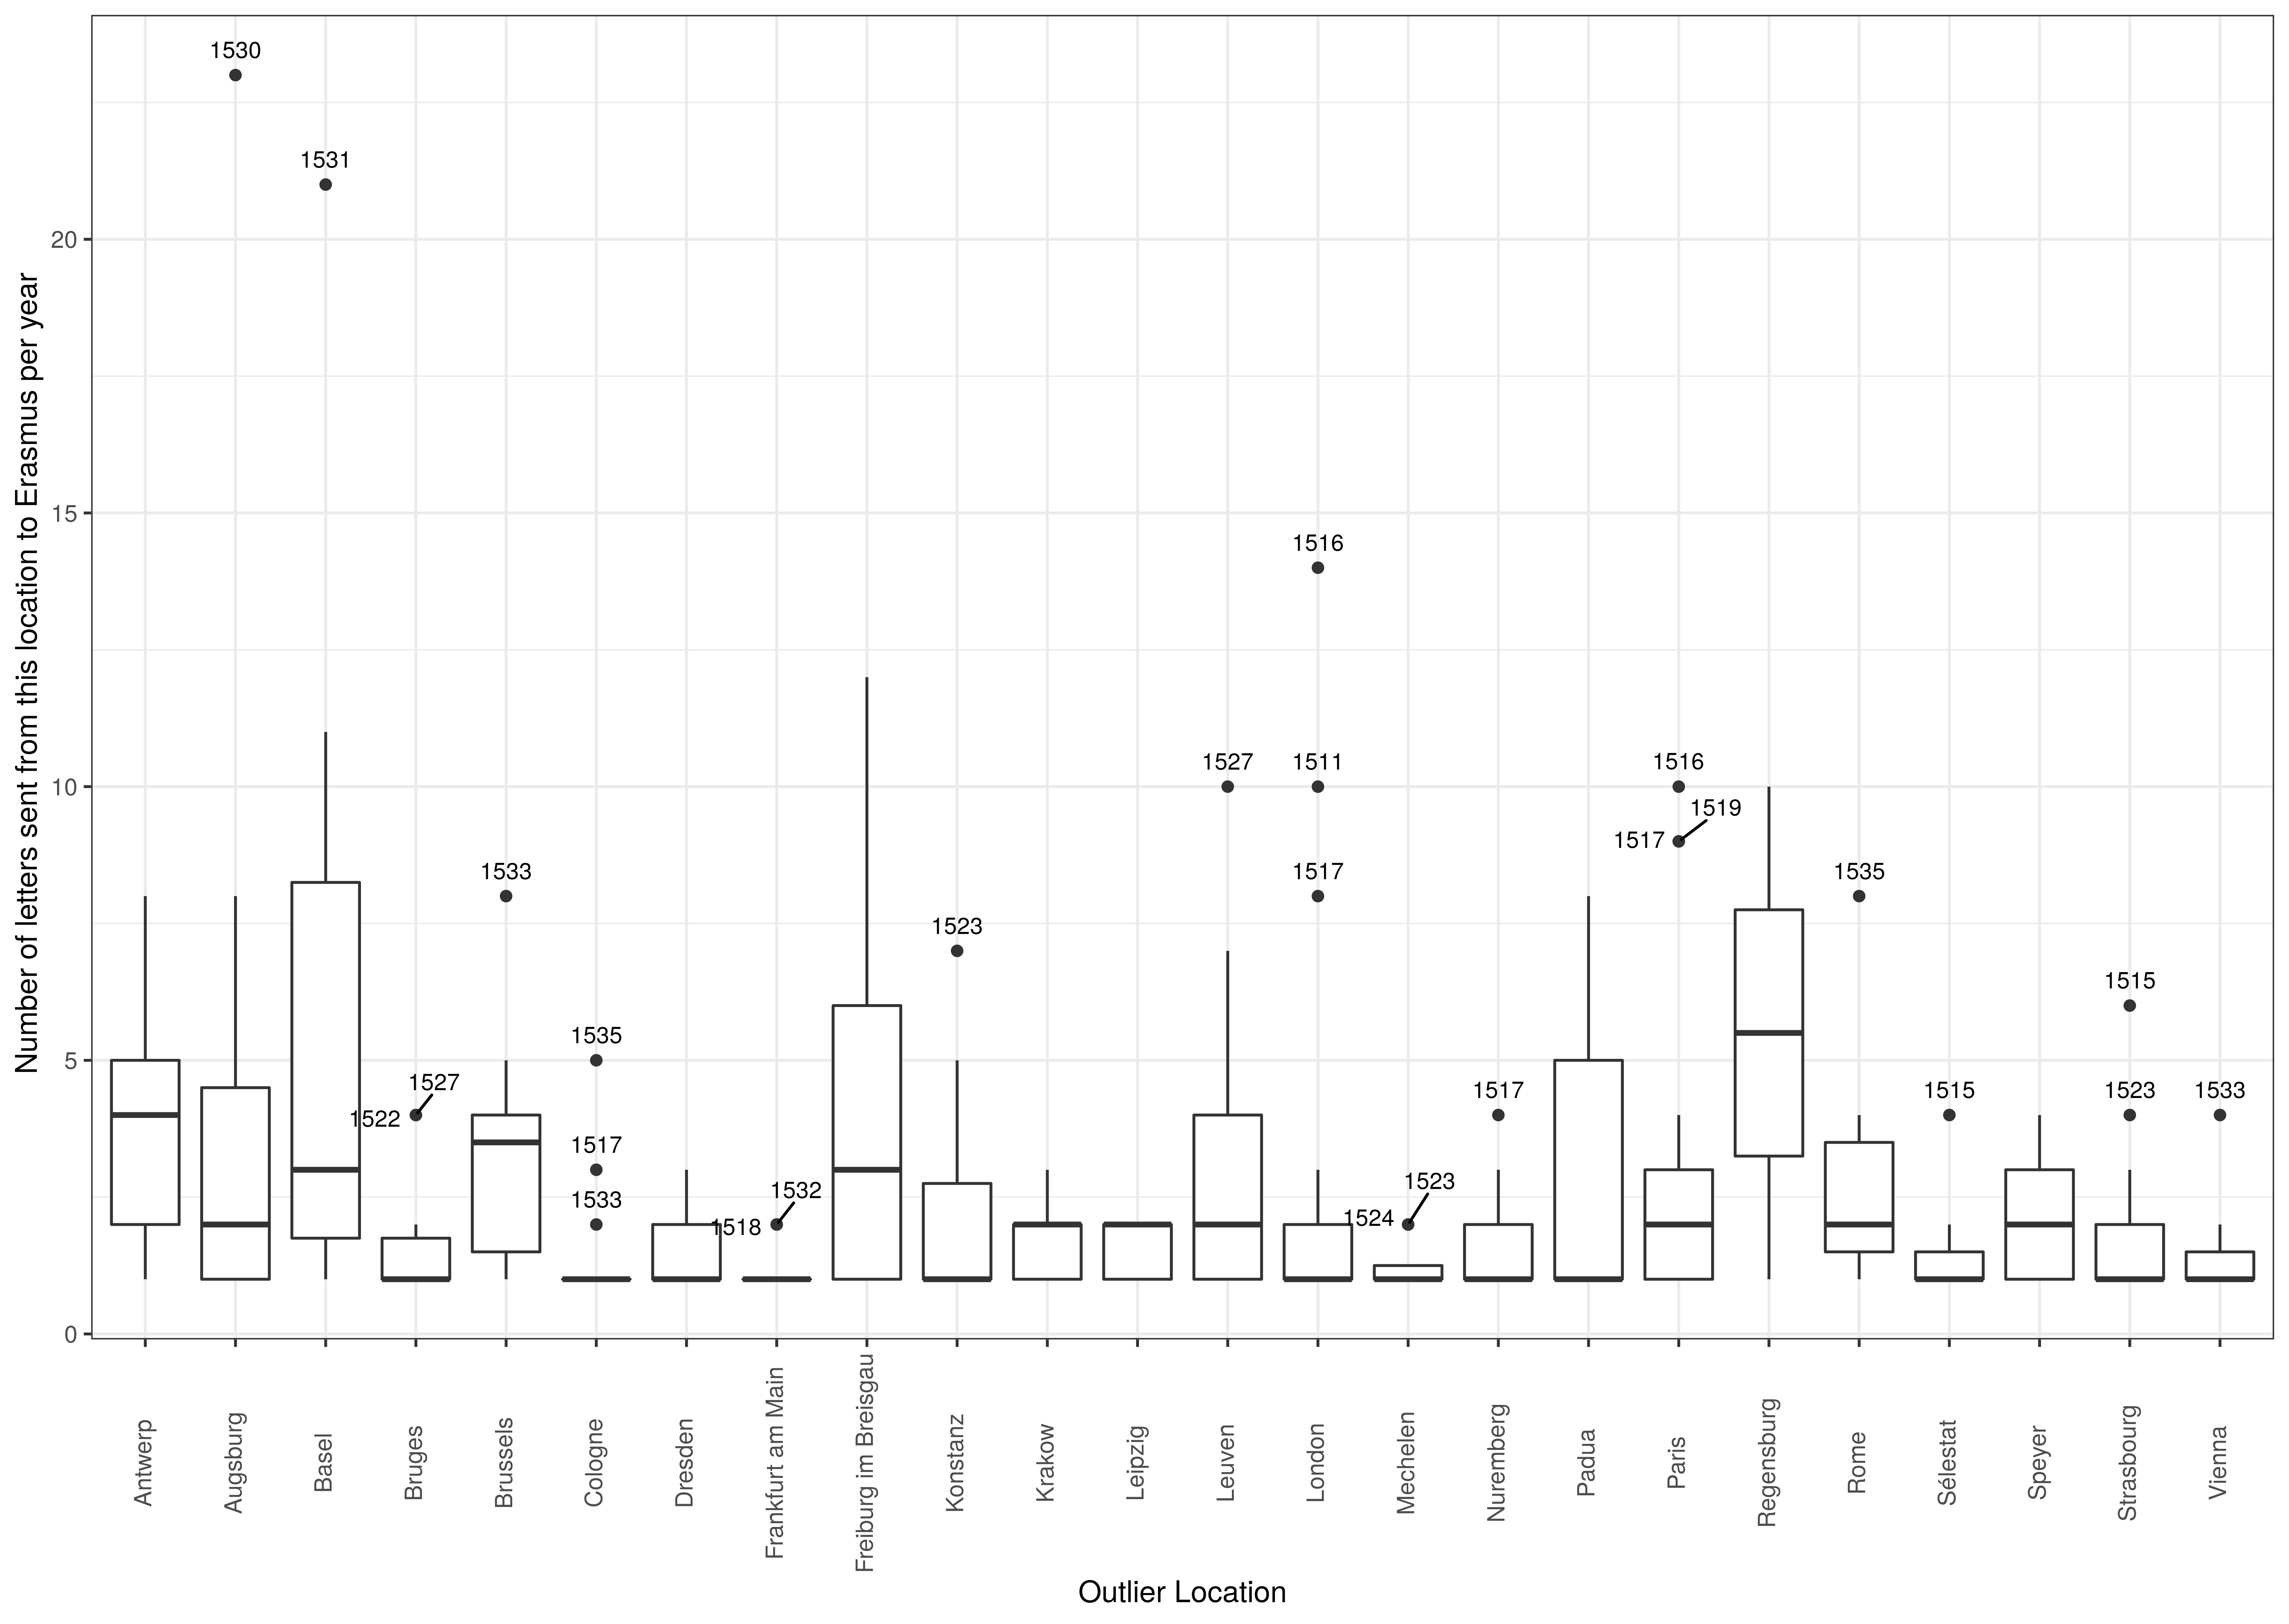 1530
1531
20
15
1516
1527
1511
1516
1519
1517
10
1533
1517
1535
1523
1515
1535
5
1527
1522
1517
1515
1523
1533
1517
1533
1532
1518
1523
1524
0
Number of letters sent from this location to Erasmus per year
Antwerp
Augsburg
Basel
Bruges
Brussels
Cologne
Dresden
Frankfurt am Main
Freiburg im Breisgau
Konstanz
Krakow
Leipzig
Leuven
London
Mechelen
Nuremberg
Padua
Paris
Regensburg
Rome
Sélestat
Speyer
Strasbourg
Vienna
Outlier Location